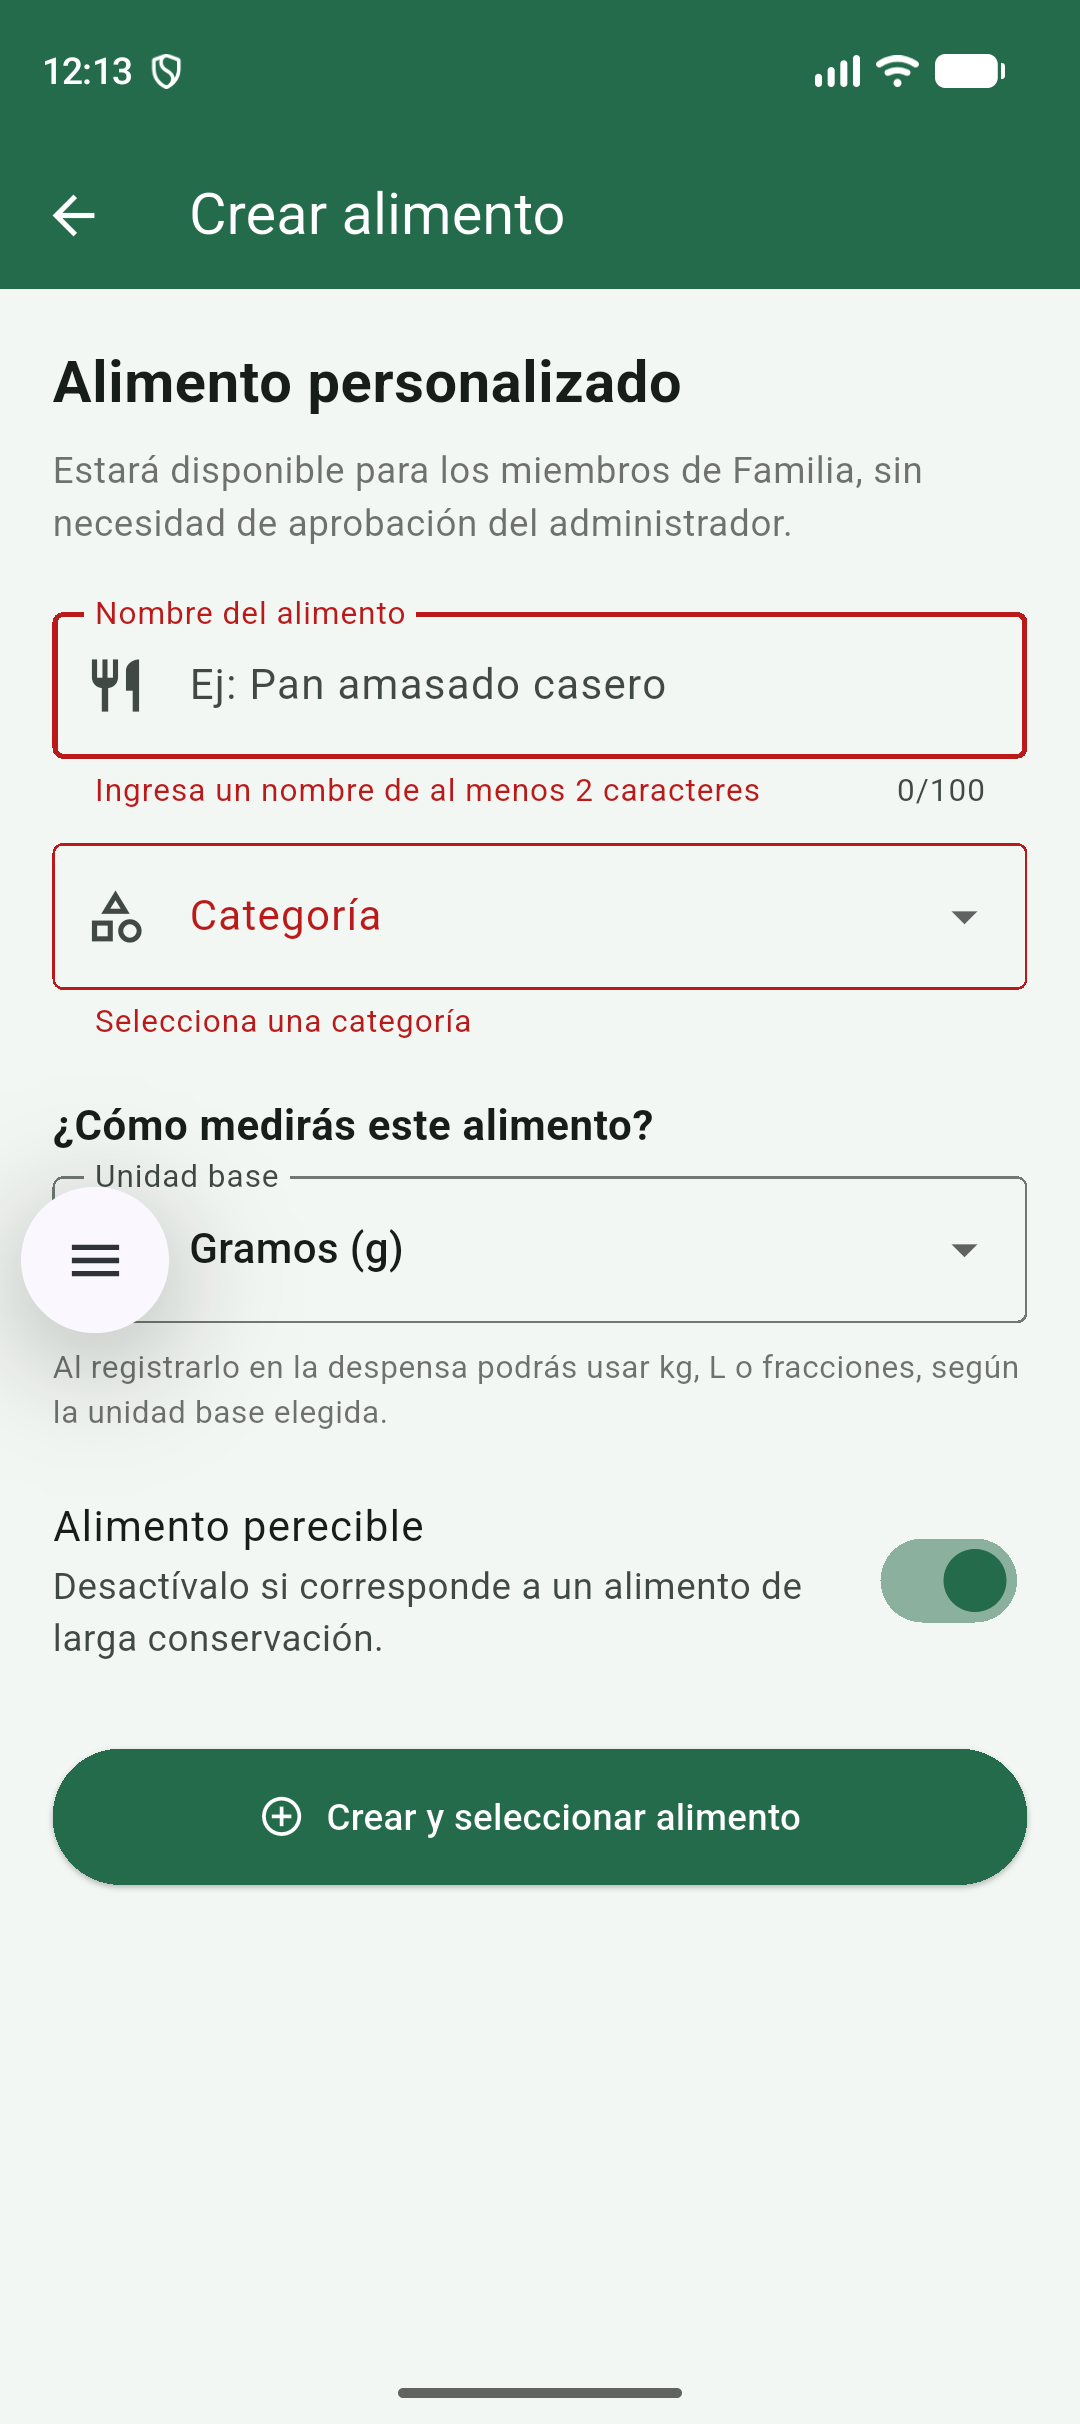 12:13
Crear alimento
Alimento personalizado
Estará disponible para los miembros de Familia, sin
necesidad de aprobación del administrador.
Nombre del alimento
Ej: Pan amasado casero
Ingresa un nombre de al menos 2 caracteres 0/100
Categoría
Selecciona una categoría
¿Cómo medirás este alimento?
Unidad base
Gramos (g)
Al registrarlo en la despensa podrás usar kg, L o fracciones, según
la unidad base elegida.
Alimento perecible
Desactívalo si corresponde a un alimento de
larga conservación.
Crear y seleccionar alimento